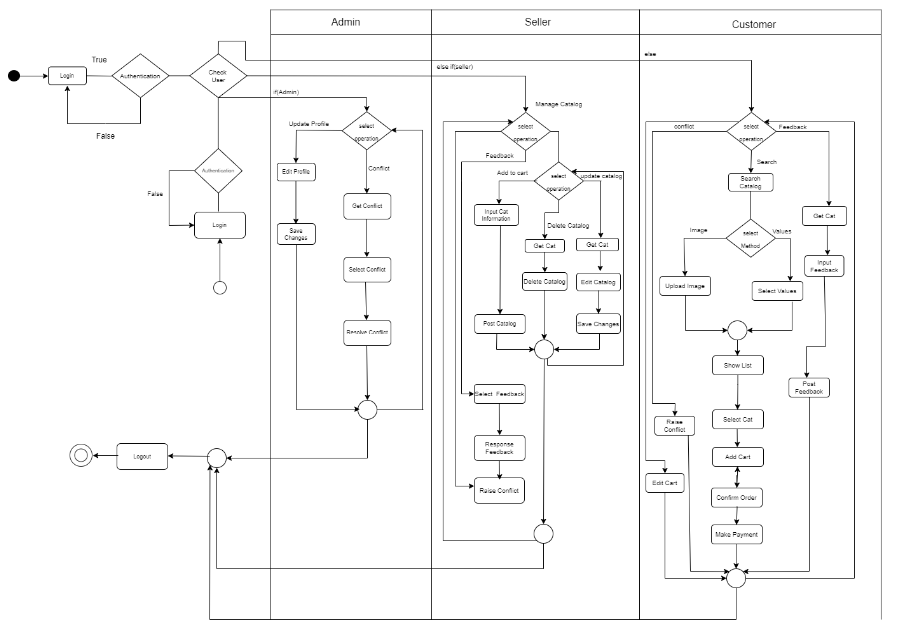 Admin
Seller
Customer
True
Login
Authentication
Check
User
False
if(Admin)
else if(seller)
else
Authentication
False
Login
Update Profile
select
operation
Conflict
Edit Profile
Save
Changes
Get Conflict
Select Conflict
Resolve Conflict
Manage Catalog
select
operation
Feedback
Add to cart
select
operation
update catalog
Input Cat
Information
Delete Catalog
Get Cat
Get Cat
Delete Catalog
Edit Catalog
Post Catalog
Save Changes
Select Feedback
Response
Feedback
Raise Conflict
conflict
select
operation
Feedback
Search
Search
Catalog
Get Cat
Image
select
Method
Values
Input
Feedback
Upload Image
Select Values
Show List
Post
Feedback
Select Cat
Raise
Conflict
Add Cart
Edit Cart
Confirm Order
Make Payment
Logout